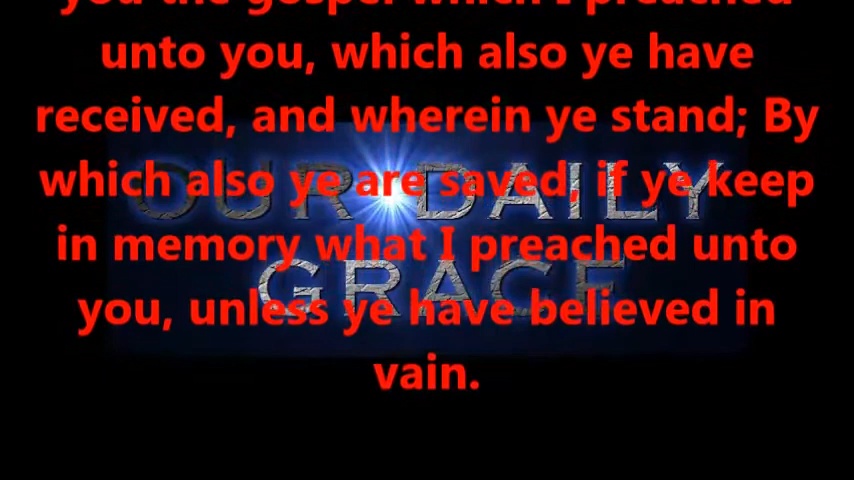 you the gospel which I preached
unto you, which also ye have
received, and wherein ye stand; By
which also ye are saved, if ye keep
in memory what I preached unto
you, unless ye have believed in
vain.
OUR DAILY
GRACE